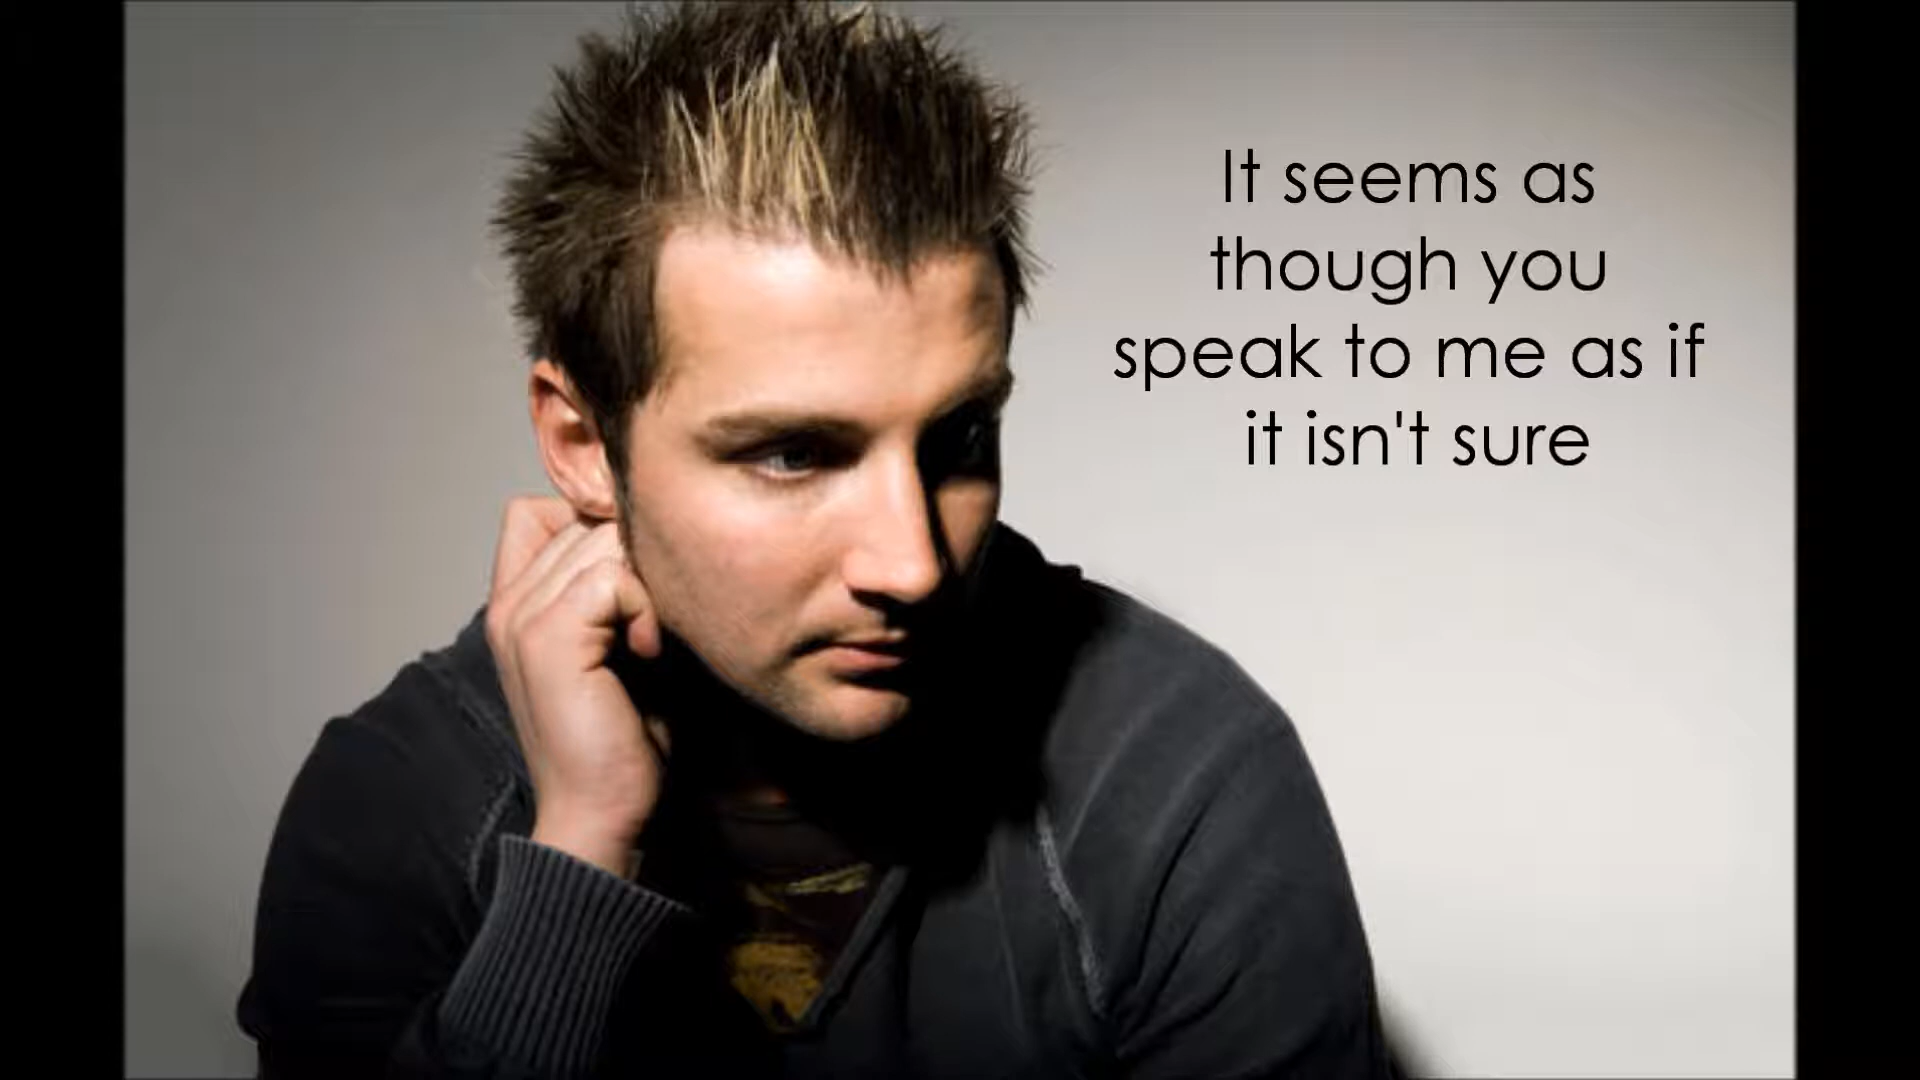 It seems as
though you
speak to me as if
it isn't sure